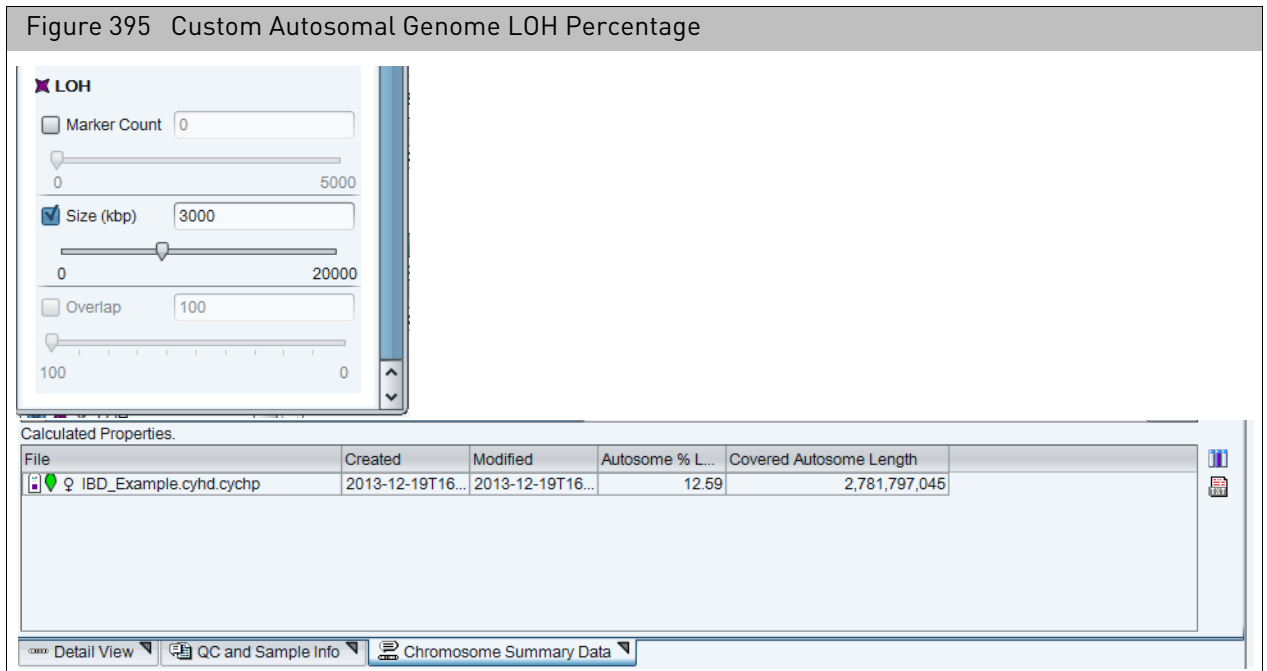 Figure 395 Custom Autosomal Genome LOH Percentage
LOH
Marker Count 0
0 5000
Size (kbp) 3000
0 20000
Overlap 100
100 0
Calculated Properties.
File Created Modified Autosome % L... Covered Autosome Length
♀ IBD_Example.cyhd.cychp 2013-12-19T16... 2013-12-19T16... 12.59 2,781,797,045
Detail View QC and Sample Info Chromosome Summary Data